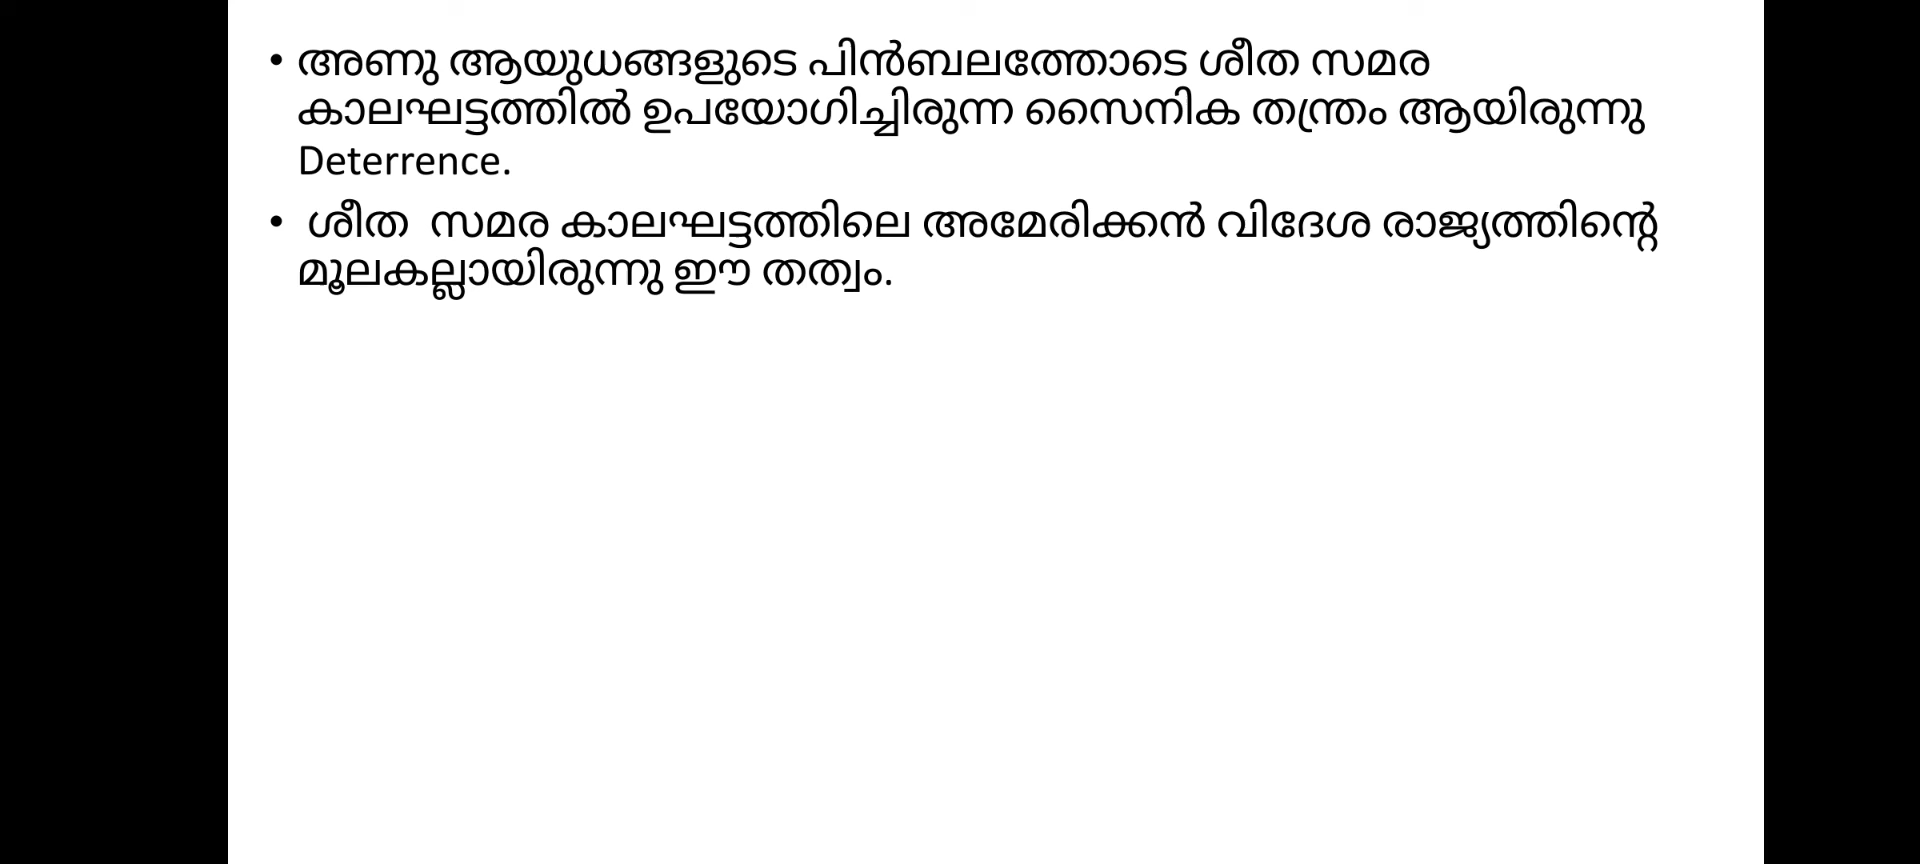 • അണു ആയുധങ്ങളുടെ പിൻബലത്തോടെ ശീത സമര
കാലഘട്ടത്തിൽ ഉപയോഗിച്ചിരുന്ന സൈനിക തന്ത്രം ആയിരുന്നു
Deterrence.
• ശീത സമര കാലഘട്ടത്തിലെ അമേരിക്കൻ വിദേശ രാജ്യത്തിന്റെ
മൂലകല്ലായിരുന്നു ഈ തത്വം.